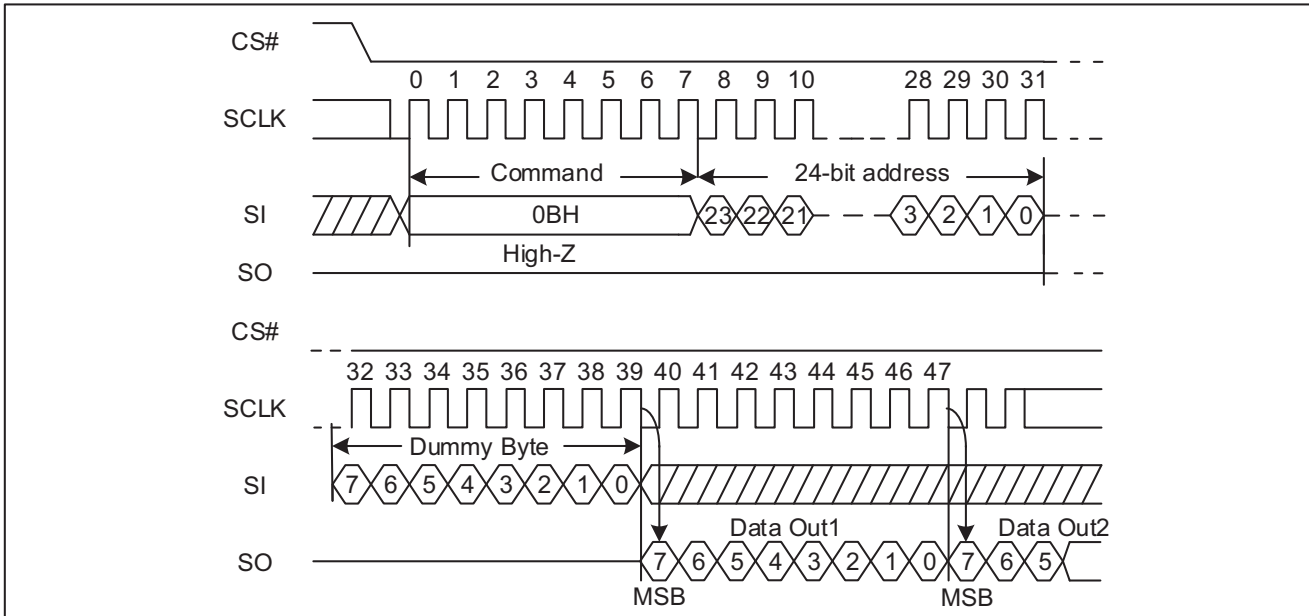 CS#
0 1 2 3 4 5 6 7 8 9 10 28 29 30 31
SCLK
Command 24-bit address
SI 0BH 23 22 21 3 2 1 0
High-Z
SO
CS#
32 33 34 35 36 37 38 39 40 41 42 43 44 45 46 47
SCLK
Dummy Byte
SI 7 6 5 4 3 2 1 0
Data Out1 Data Out2
SO 7 6 5 4 3 2 1 0 7 6 5
MSB MSB